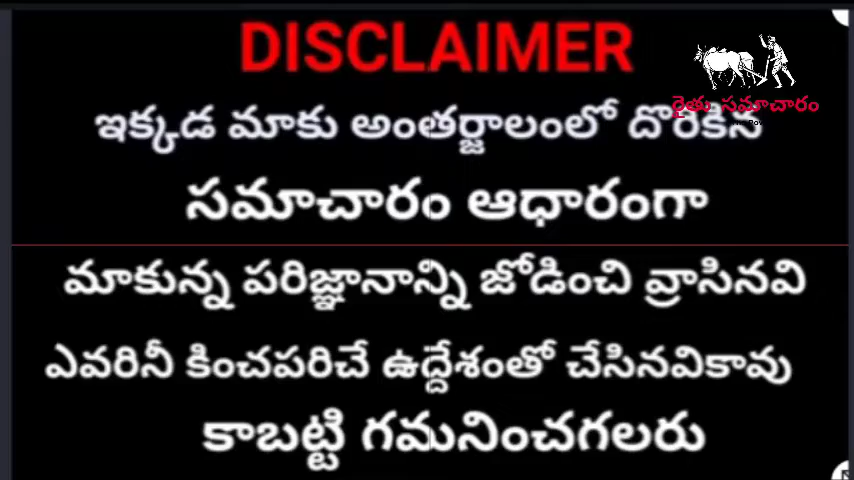 DISCLAIMER
రైతు సమాచారం
ఇక్కడ మాకు అంతర్జాలంలో దొరికిన
సమాచారం ఆధారంగా
మాకున్న పరిజ్ఞానాన్ని జోడించి వ్రాసినవి
ఎవరినీ కించపరిచే ఉద్దేశంతో చేసినవికావు
కాబట్టి గమనించగలరు